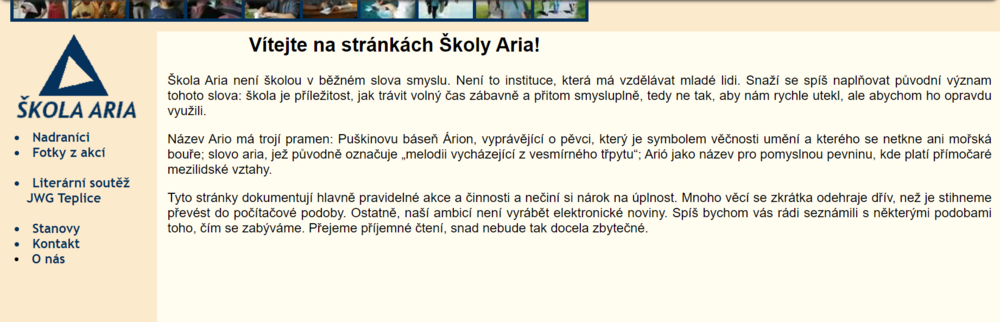 Vítejte na stránkách Školy Aria!
ŠKOLA ARIA
Nadraníci
Fotky z akcí
Literární soutěž
JWG Teplice
Stanovy
Kontakt
O nás
Škola Aria není školou v běžném slova smyslu. Není to instituce, která má vzdělávat mladé lidi. Snaží se spíš naplňovat původní význam
tohoto slova: škola je příležitost, jak trávit volný čas zábavně a přitom smysluplně, tedy ne tak, aby nám rychle utekl, ale abychom ho opravdu
využili.
Název Ario má trojí pramen: Puškinovu báseň Árion, vyprávějící o pěvci, který je symbolem věčnosti umění a kterého se netkne ani mořská
bouře; slovo aria, jež původně označuje „melodii vycházející z vesmírného třpytu“; Arió jako název pro pomyslnou pevninu, kde platí přímočaré
mezilidské vztahy.
Tyto stránky dokumentují hlavně pravidelné akce a činnosti a nečiní si nárok na úplnost. Mnoho věcí se zkrátka odehraje dřív, než je stihneme
převést do počítačové podoby. Ostatně, naší ambicí není vyrábět elektronické noviny. Spíš bychom vás rádi seznámili s některými podobami
toho, čím se zabýváme. Přejeme příjemné čtení, snad nebude tak docela zbytečné.